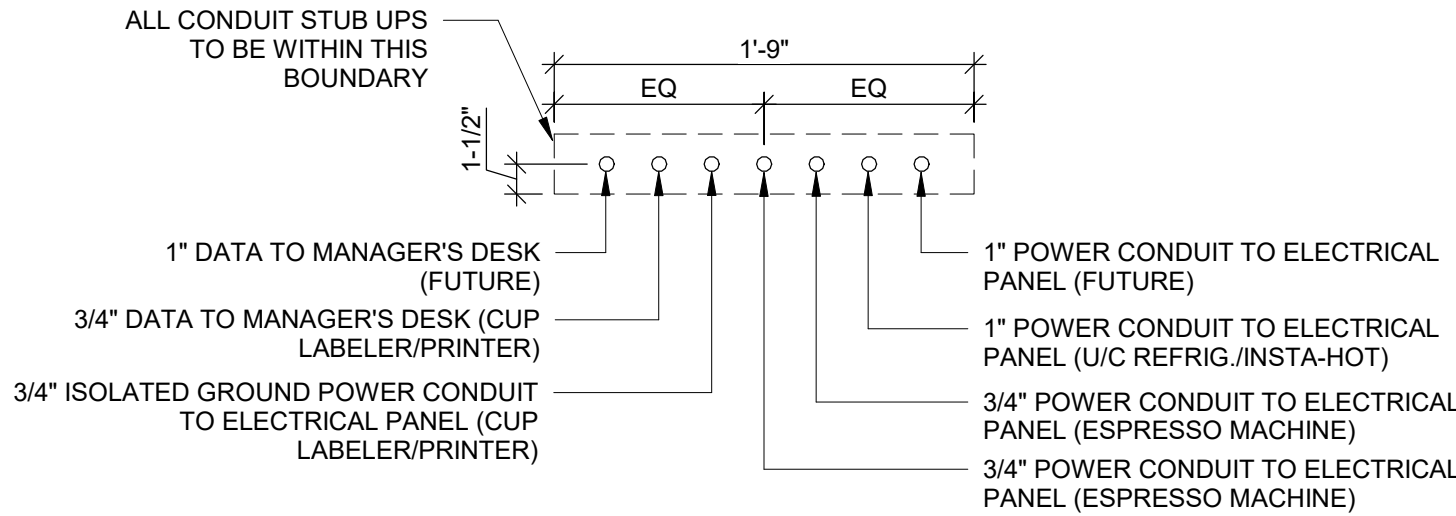 ALL CONDUIT STUB UPS
TO BE WITHIN THIS
BOUNDARY
1'-9"
EQ
EQ
1-1/2"
1" DATA TO MANAGER'S DESK
(FUTURE)
3/4" DATA TO MANAGER'S DESK (CUP
LABELER/PRINTER)
3/4" ISOLATED GROUND POWER CONDUIT
TO ELECTRICAL PANEL (CUP
LABELER/PRINTER)
1" POWER CONDUIT TO ELECTRICAL
PANEL (FUTURE)
1" POWER CONDUIT TO ELECTRICAL
PANEL (U/C REFRIG./INSTA-HOT)
3/4" POWER CONDUIT TO ELECTRICAL
PANEL (ESPRESSO MACHINE)
3/4" POWER CONDUIT TO ELECTRICAL
PANEL (ESPRESSO MACHINE)